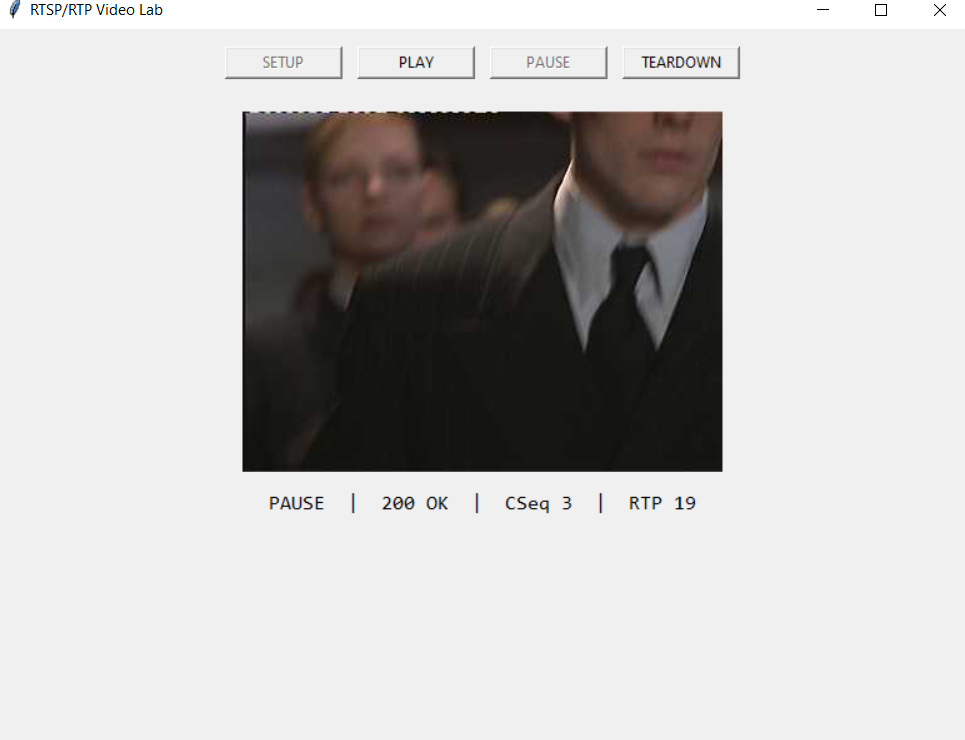 RTSP/RTP Video Lab
SETUP PLAY PAUSE TEARDOWN
PAUSE | 200 OK | CSeq 3 | RTP 19